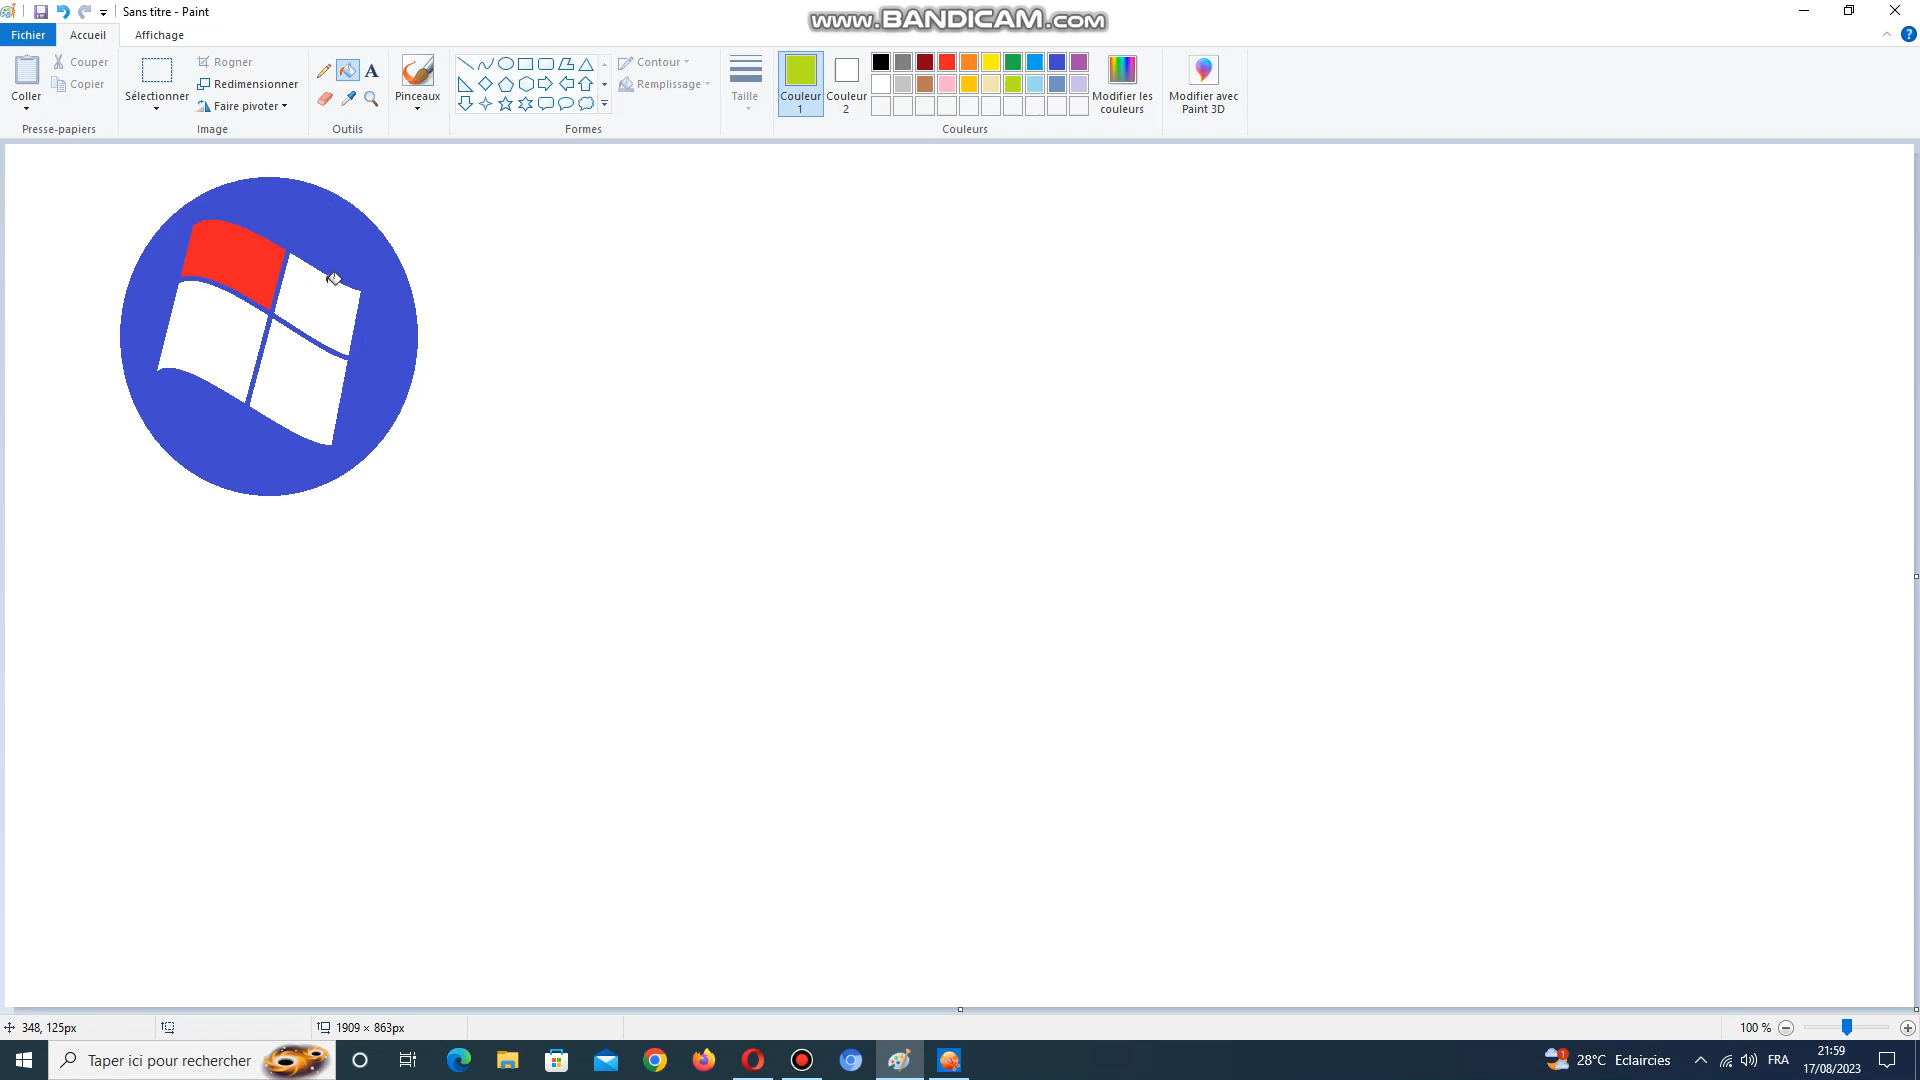 Sans titre - Paint
www.BANDICAM.com
Fichier
Accueil
Affichage
?
Coller
Couper
Copier
Presse-papiers
Sélectionner
Rogner
Redimensionner
Faire pivoter
Image
A
Outils
Pinceaux
Contour
Remplissage
Formes
Taille
Couleur 1
Couleur 2
Modifier les couleurs
Couleurs
Modifier avec Paint 3D
348, 125px
1909 × 863px
100 %
Taper ici pour rechercher
1
28°C Eclaircies
FRA
21:59
17/08/2023